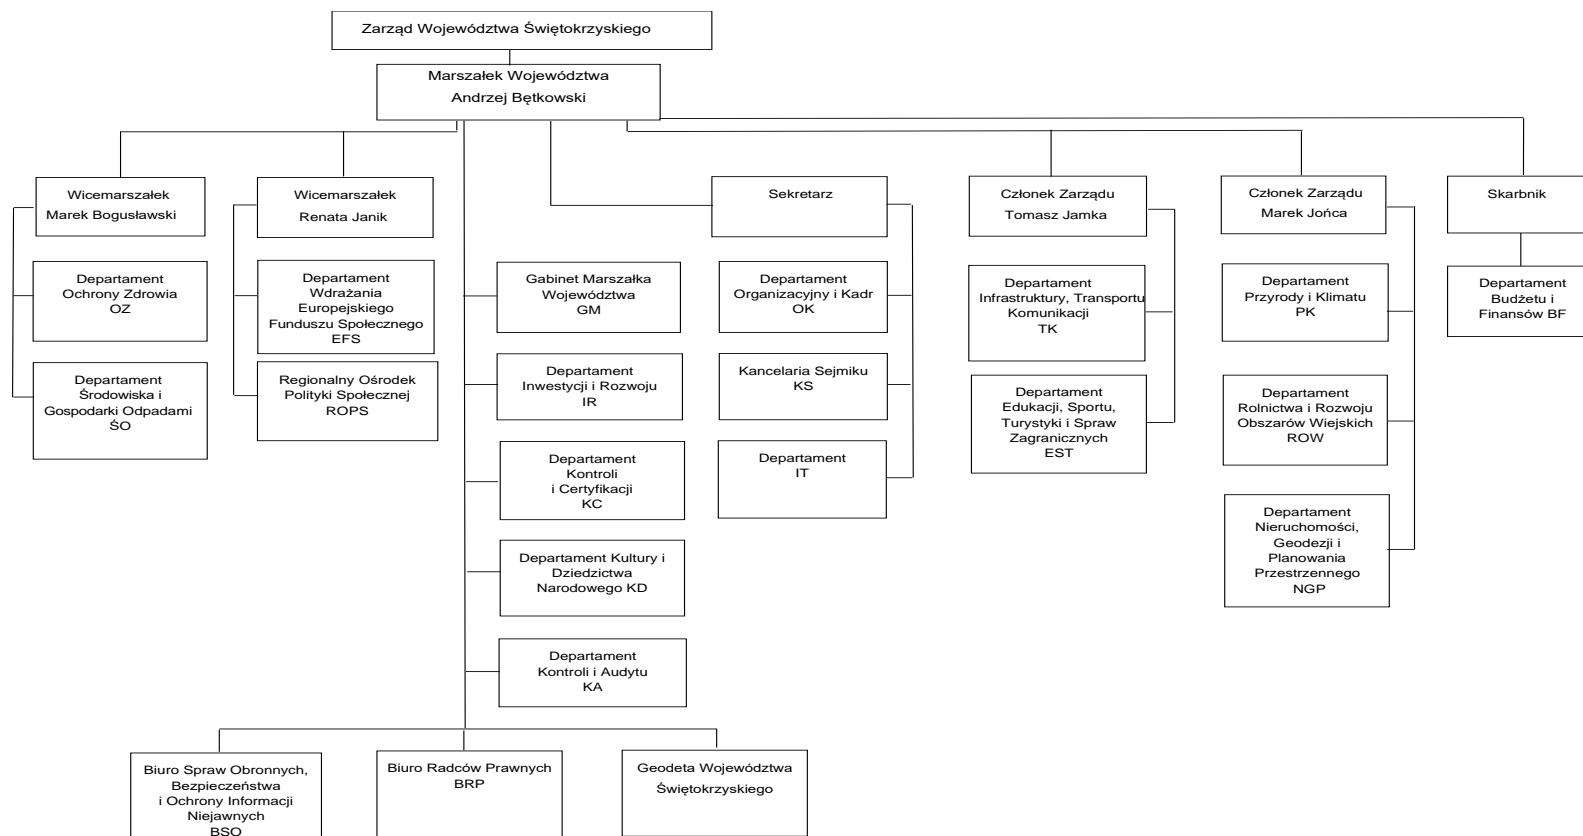 Zarząd Województwa Świętokrzyskiego
Marszałek Województwa
Andrzej Bętkowski
Wicemarszałek
Marek Bogusławski
Wicemarszałek
Renata Janik
Sekretarz
Członek Zarządu
Tomasz Jamka
Członek Zarządu
Marek Jońca
Skarbnik
Departament
Ochrony Zdrowia
OZ
Departament
Wdrażania
Europejskiego
Funduszu Społecznego
EFS
Gabinet Marszałka
Województwa
GM
Departament
Organizacyjny i Kadr
OK
Departament
Infrastruktury, Transportu
Komunikacji
TK
Departament
Przyrody i Klimatu
PK
Departament
Budżetu i
Finansów BF
Departament
Środowiska i
Gospodarki Odpadami
ŚO
Regionalny Ośrodek
Polityki Społecznej
ROPS
Departament
Inwestycji i Rozwoju
IR
Kancelaria Sejmiku
KS
Departament
Edukacji, Sportu,
Turystyki i Spraw
Zagranicznych
EST
Departament
Rolnictwa i Rozwoju
Obszarów Wiejskich
ROW
Departament
Kontroli
i Certyfikacji
KC
Departament
IT
Departament
Nieruchomości,
Geodezji i
Planowania
Przestrzennego
NGP
Departament Kultury i
Dziedzictwa
Narodowego KD
Departament
Kontroli i Audytu
KA
Biuro Spraw Obronnych,
Bezpieczeństwa
i Ochrony Informacji
Niejawnych
BSO
Biuro Radców Prawnych
BRP
Geodeta Województwa
Świętokrzyskiego